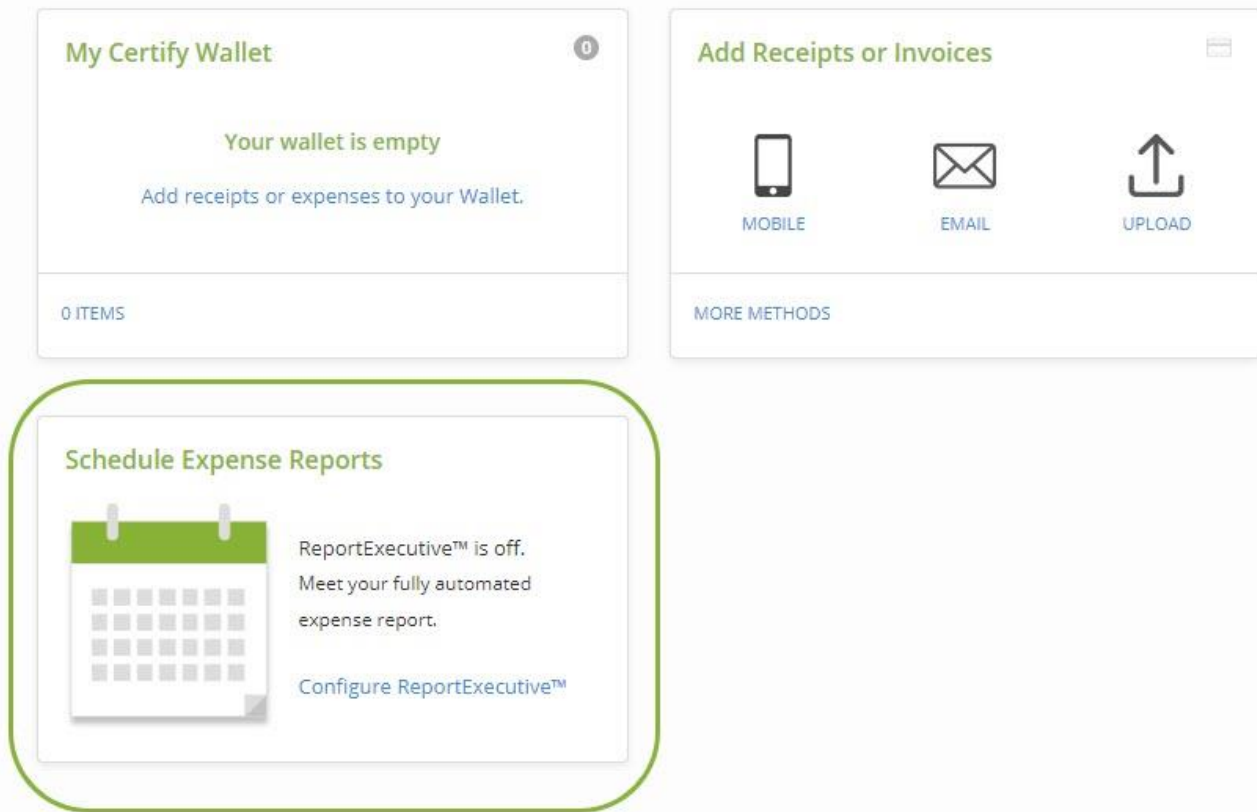 My Certify Wallet
0
Your wallet is empty
Add receipts or expenses to your Wallet.
0 ITEMS
Add Receipts or Invoices
MOBILE
EMAIL
UPLOAD
MORE METHODS
Schedule Expense Reports
ReportExecutive™ is off.
Meet your fully automated
expense report.
Configure ReportExecutive™